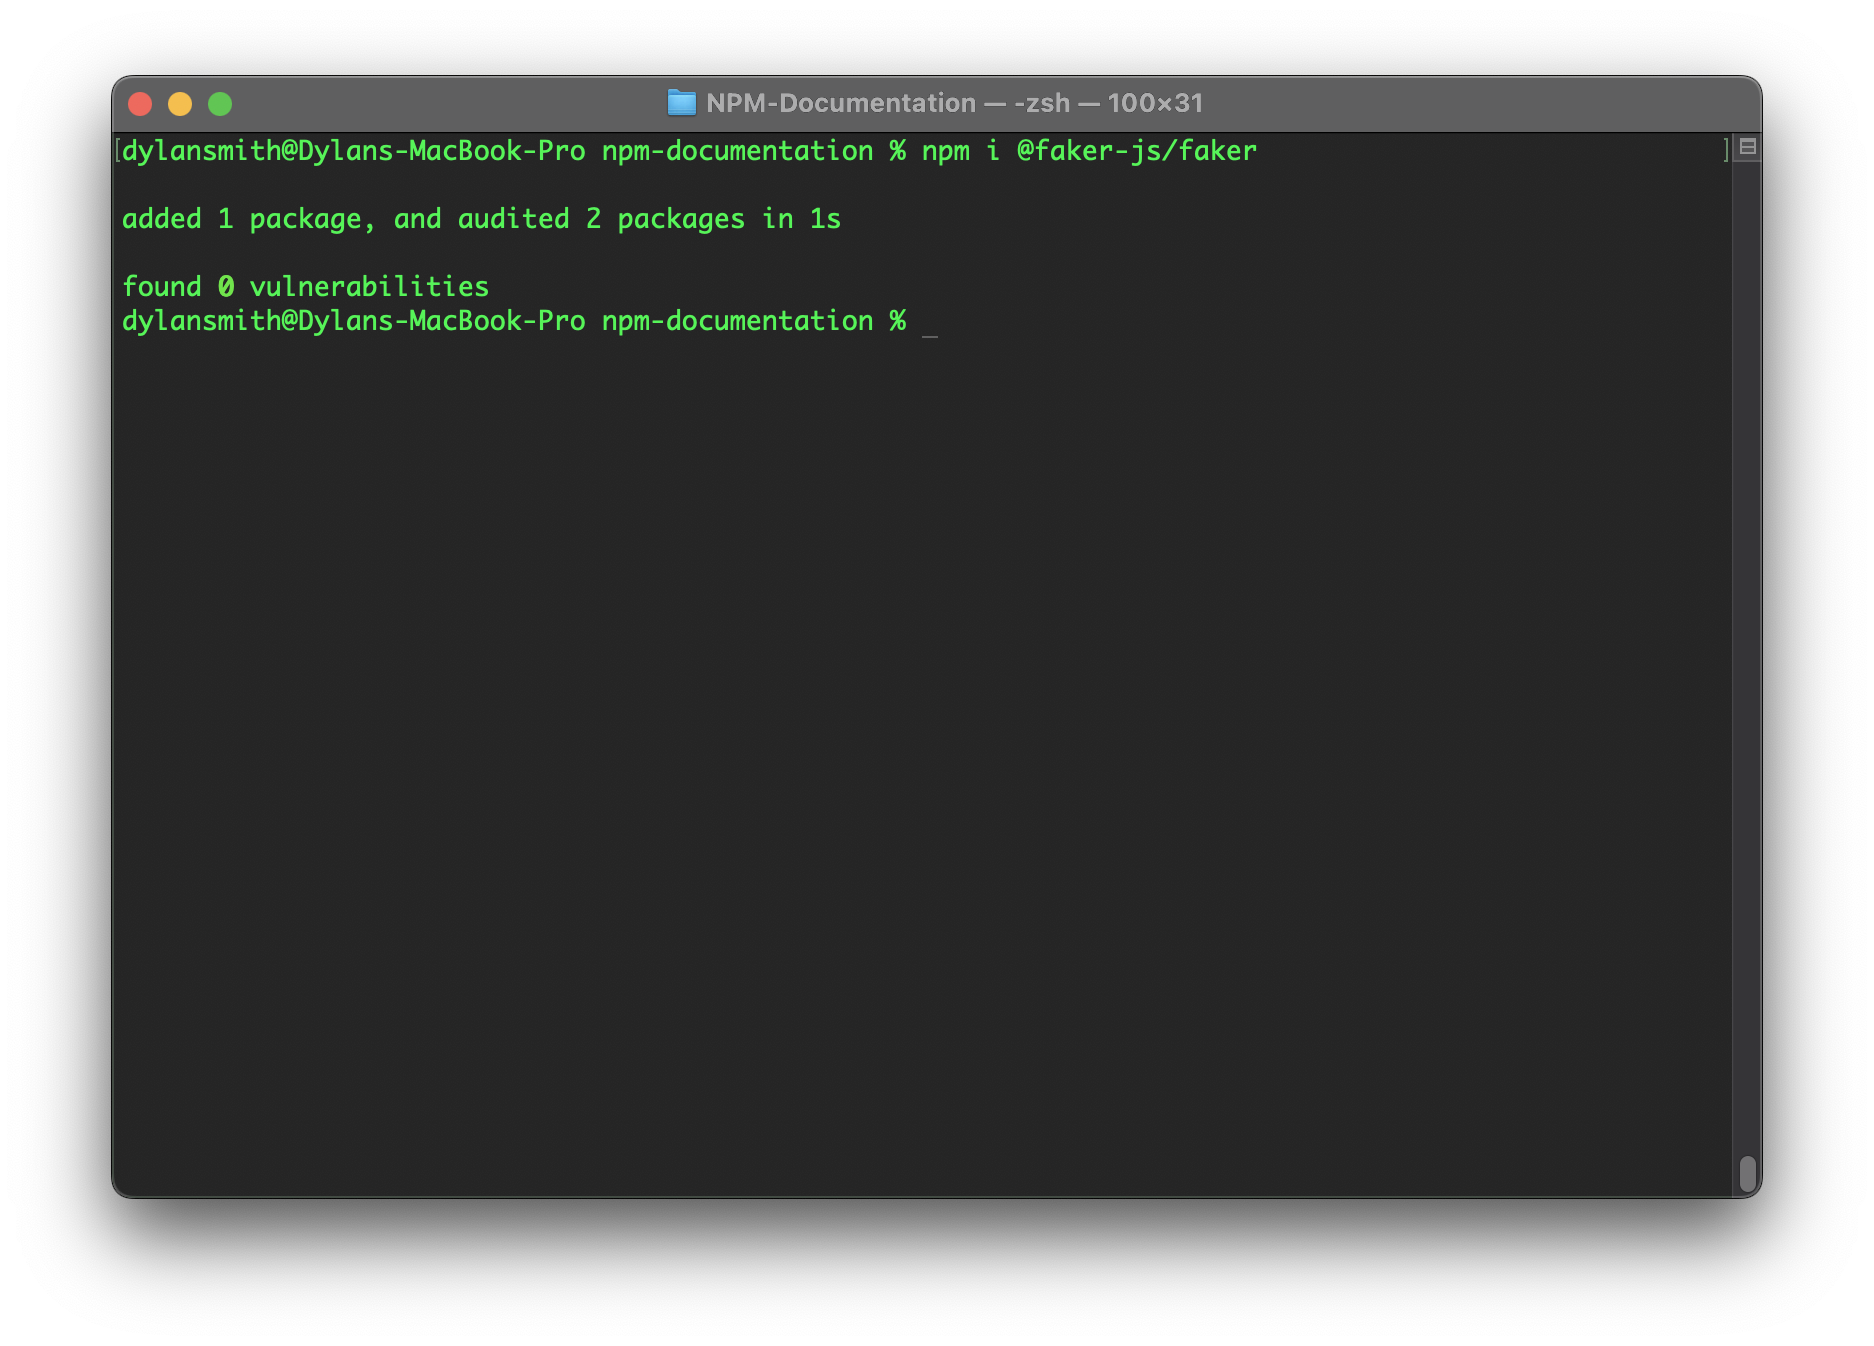 NPM-Documentation — -zsh — 100×31
[dylansmith@Dylans-MacBook-Pro npm-documentation % npm i @faker-js/faker ]
added 1 package, and audited 2 packages in 1s
found 0 vulnerabilities
dylansmith@Dylans-MacBook-Pro npm-documentation % _